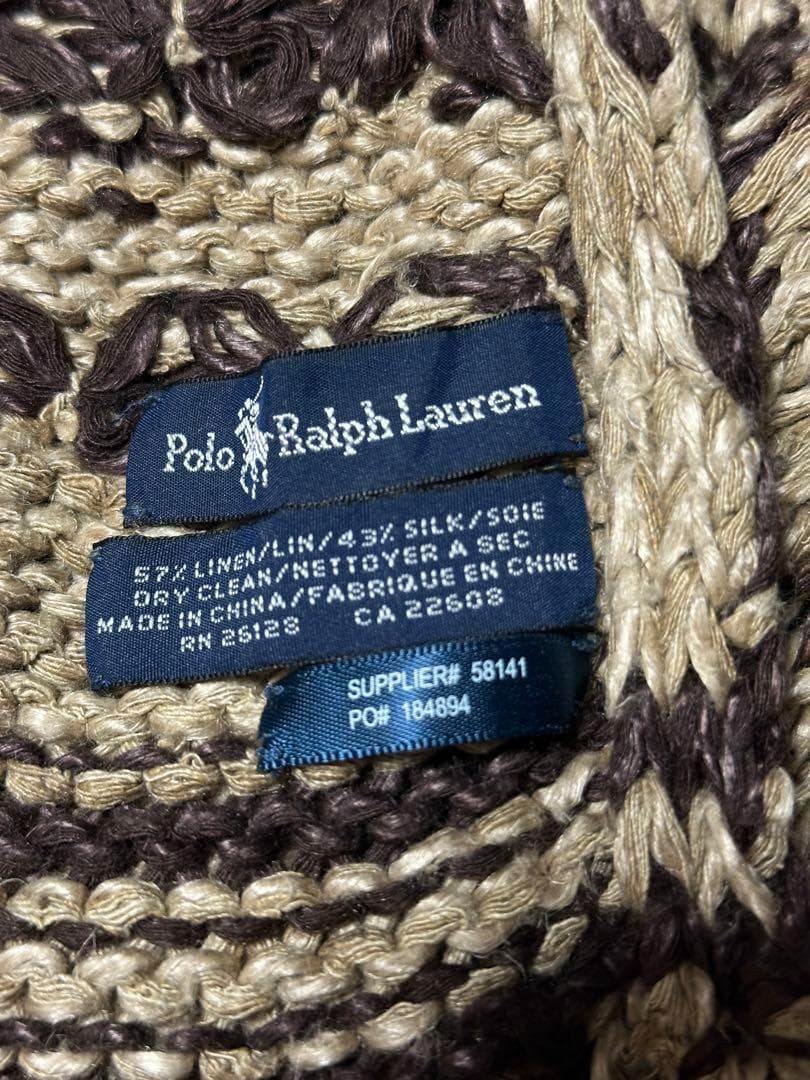 Polo Ralph Lauren
57% LINEN/LIN/43% SILK/SOIE
DRY CLEAN/NETTOYER A SEC
MADE IN CHINA/FABRIQUE EN CHINE
RN 26128 CA 22608
SUPPLIER# 58141
PO# 184894